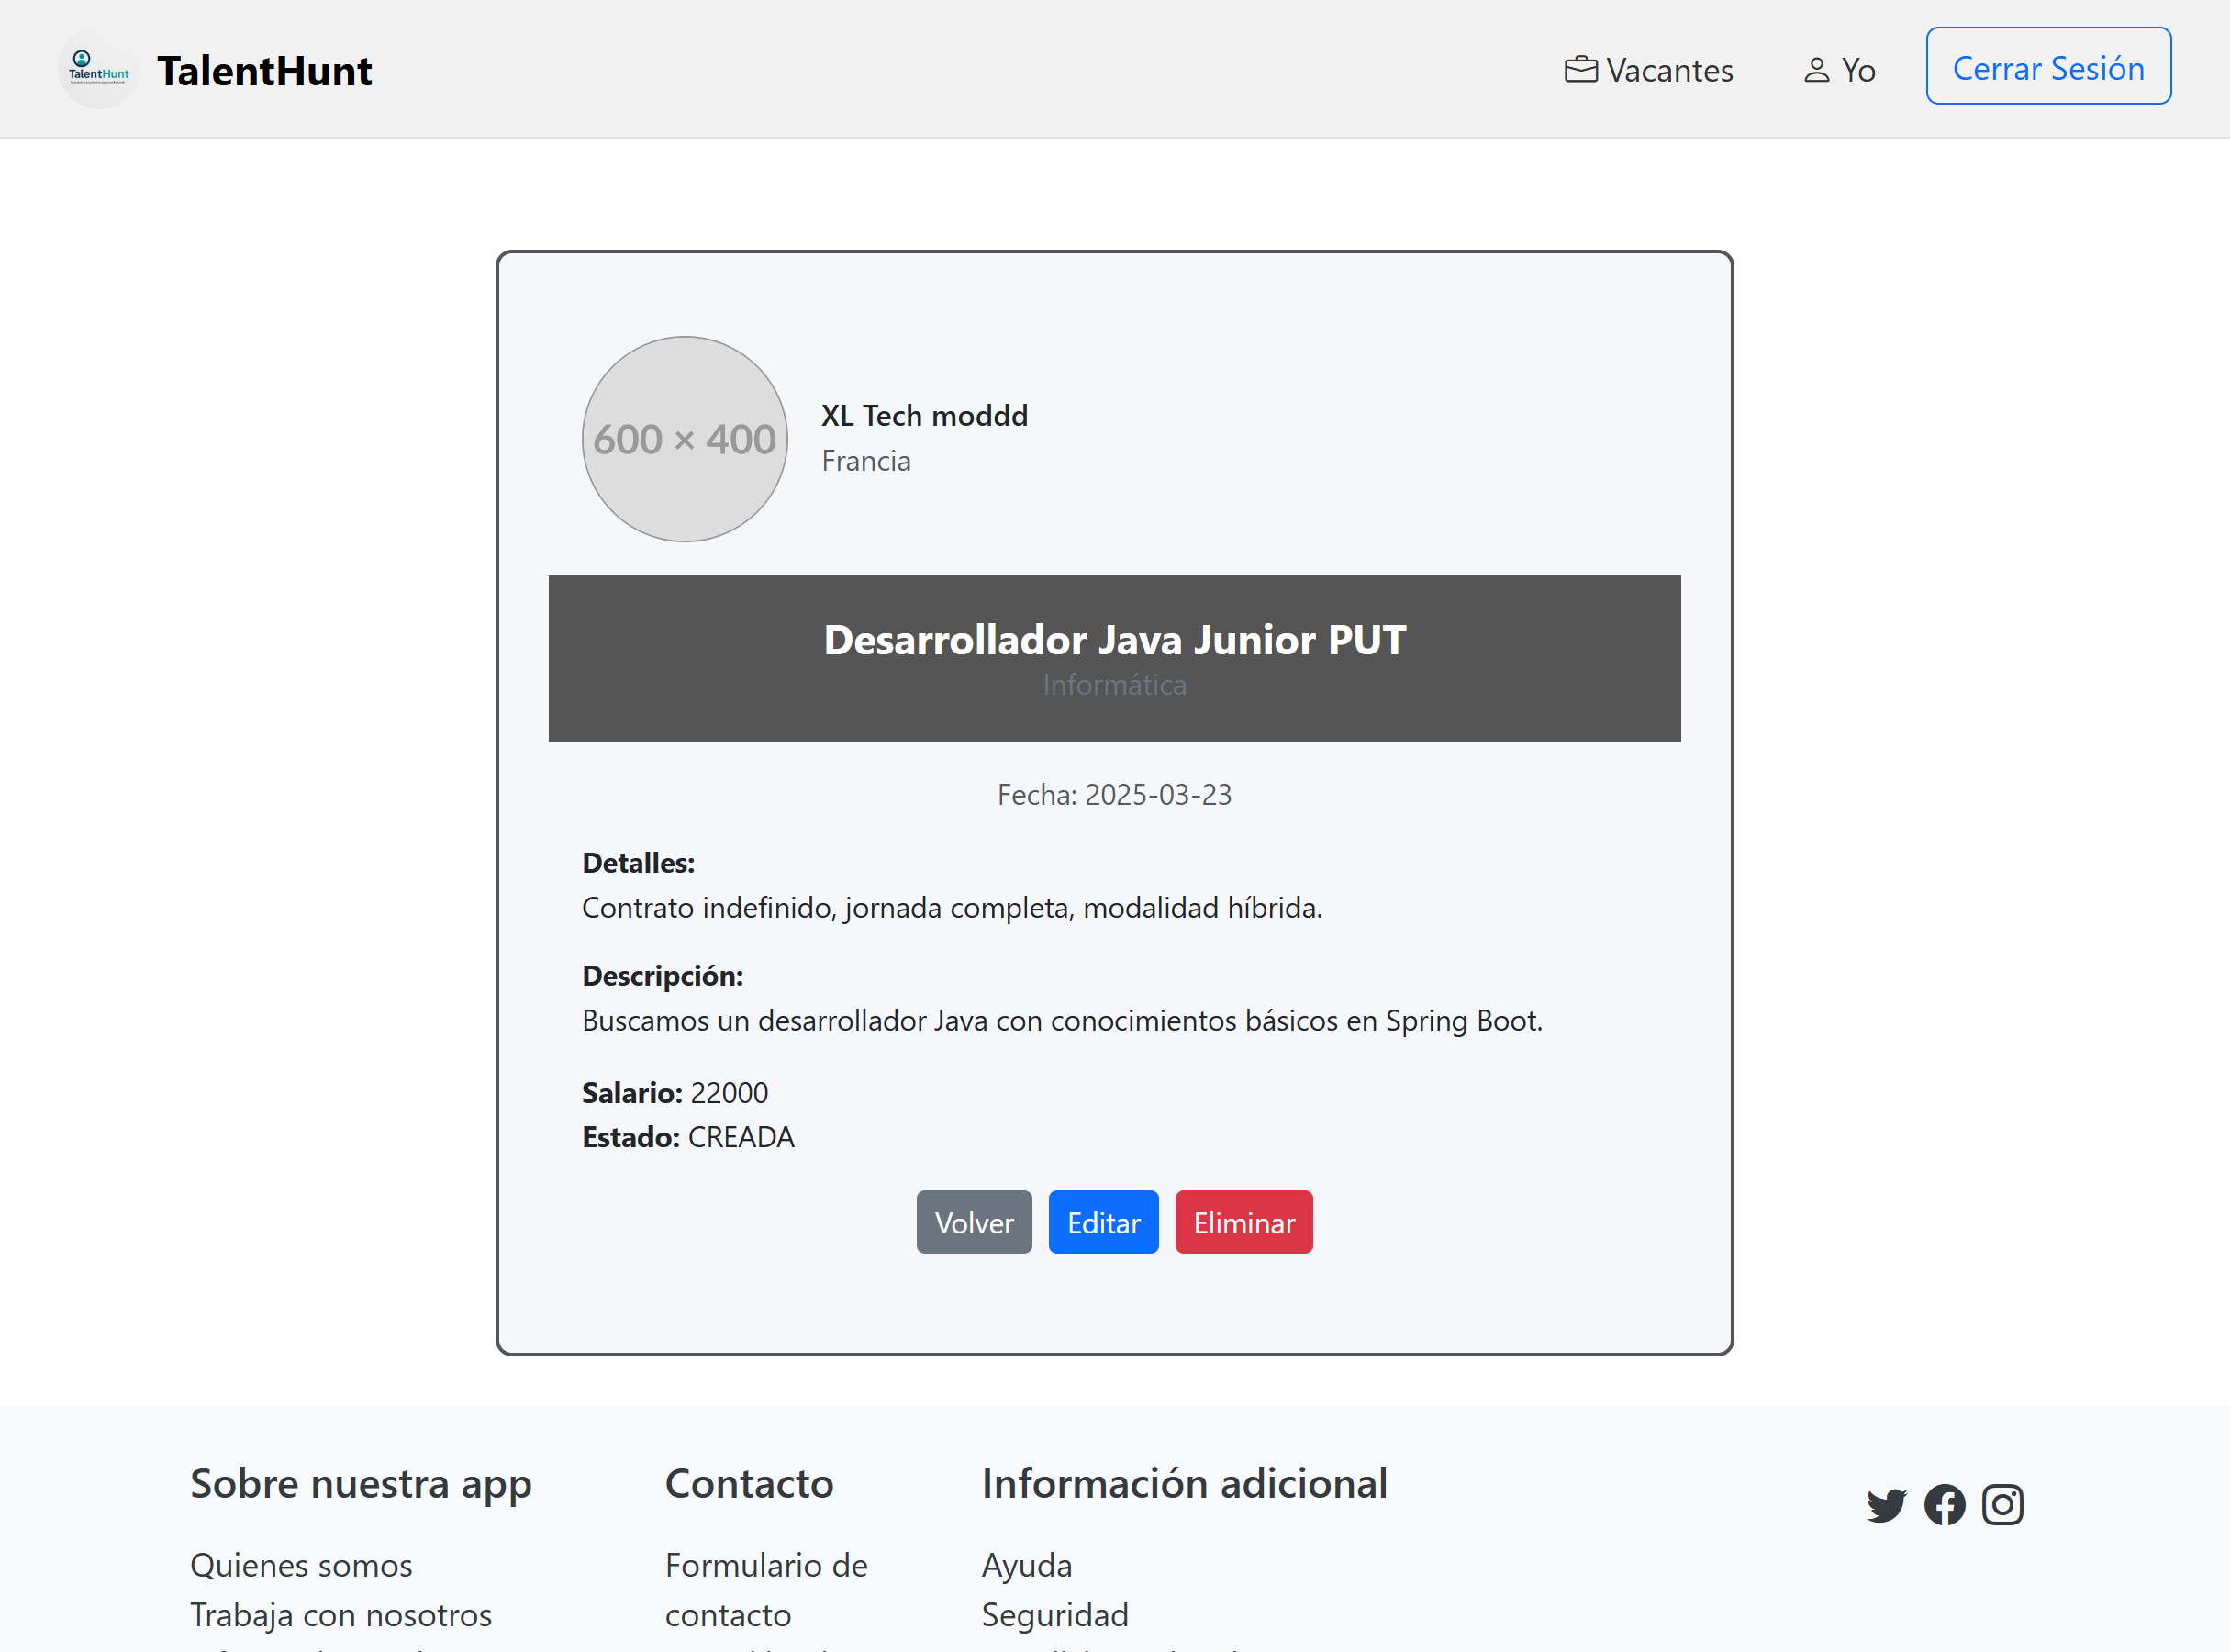 TalentHunt
TalentHunt
Vacantes
Yo
Cerrar Sesión
600 × 400
XL Tech moddd
Francia
Desarrollador Java Junior PUT
Informática
Fecha: 2025-03-23
Detalles:
Contrato indefinido, jornada completa, modalidad híbrida.
Descripción:
Buscamos un desarrollador Java con conocimientos básicos en Spring Boot.
Salario: 22000
Estado: CREADA
Volver
Editar
Eliminar
Sobre nuestra app
Quienes somos
Trabaja con nosotros
Contacto
Formulario de
contacto
Información adicional
Ayuda
Seguridad